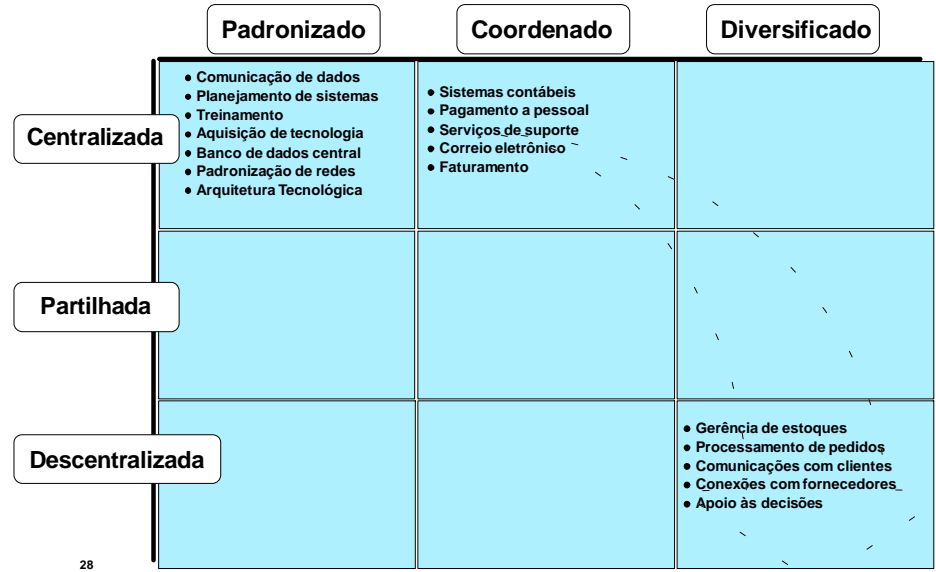 Padronizado
Coordenado
Diversificado
Centralizada
● Comunicação de dados
● Planejamento de sistemas
● Treinamento
● Aquisição de tecnologia
● Banco de dados central
● Padronização de redes
● Arquitetura Tecnológica
● Sistemas contábeis
● Pagamento a pessoal
● Serviços de suporte
● Correio eletrôniso
● Faturamento
Partilhada
Descentralizada
● Gerência de estoques
● Processamento de pedidos
● Comunicações com clientes
● Conexões com fornecedores
● Apoio às decisões
28